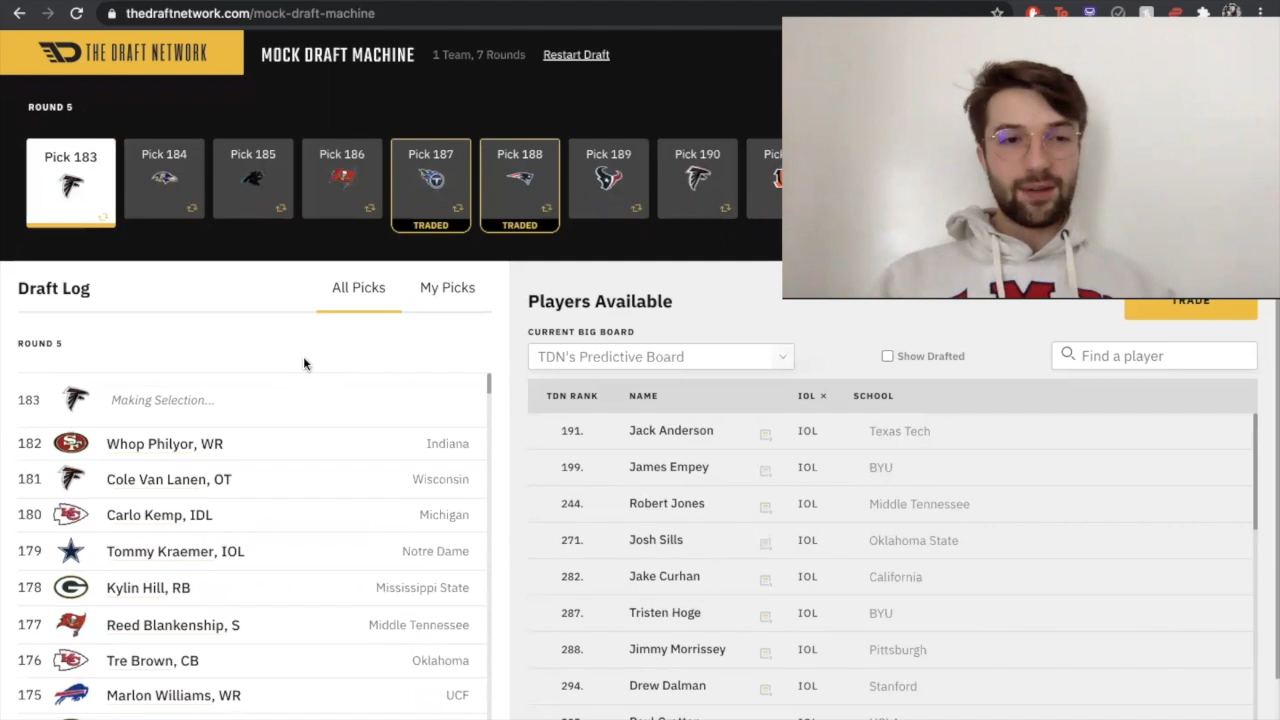 thedraftnetwork.com/mock-draft-machine
THE DRAFT NETWORK
MOCK DRAFT MACHINE
1 Team, 7 Rounds
Restart Draft
ROUND 5
Pick 183
Pick 184
Pick 185
Pick 186
Pick 187
Pick 188
Pick 189
Pick 190
TRADED
TRADED
Draft Log
All Picks
My Picks
ROUND 5
183 Making Selection...
182 Whop Philyor, WR Indiana
181 Cole Van Lanen, OT Wisconsin
180 Carlo Kemp, IDL Michigan
179 Tommy Kraemer, IOL Notre Dame
178 Kylin Hill, RB Mississippi State
177 Reed Blankenship, S Middle Tennessee
176 Tre Brown, CB Oklahoma
175 Marlon Williams, WR UCF
Players Available
TRADE
CURRENT BIG BOARD
TDN's Predictive Board
Show Drafted
Find a player
TDN RANK NAME IOL × SCHOOL
191. Jack Anderson IOL Texas Tech
199. James Empey IOL BYU
244. Robert Jones IOL Middle Tennessee
271. Josh Sills IOL Oklahoma State
282. Jake Curhan IOL California
287. Tristen Hoge IOL BYU
288. Jimmy Morrissey IOL Pittsburgh
294. Drew Dalman IOL Stanford